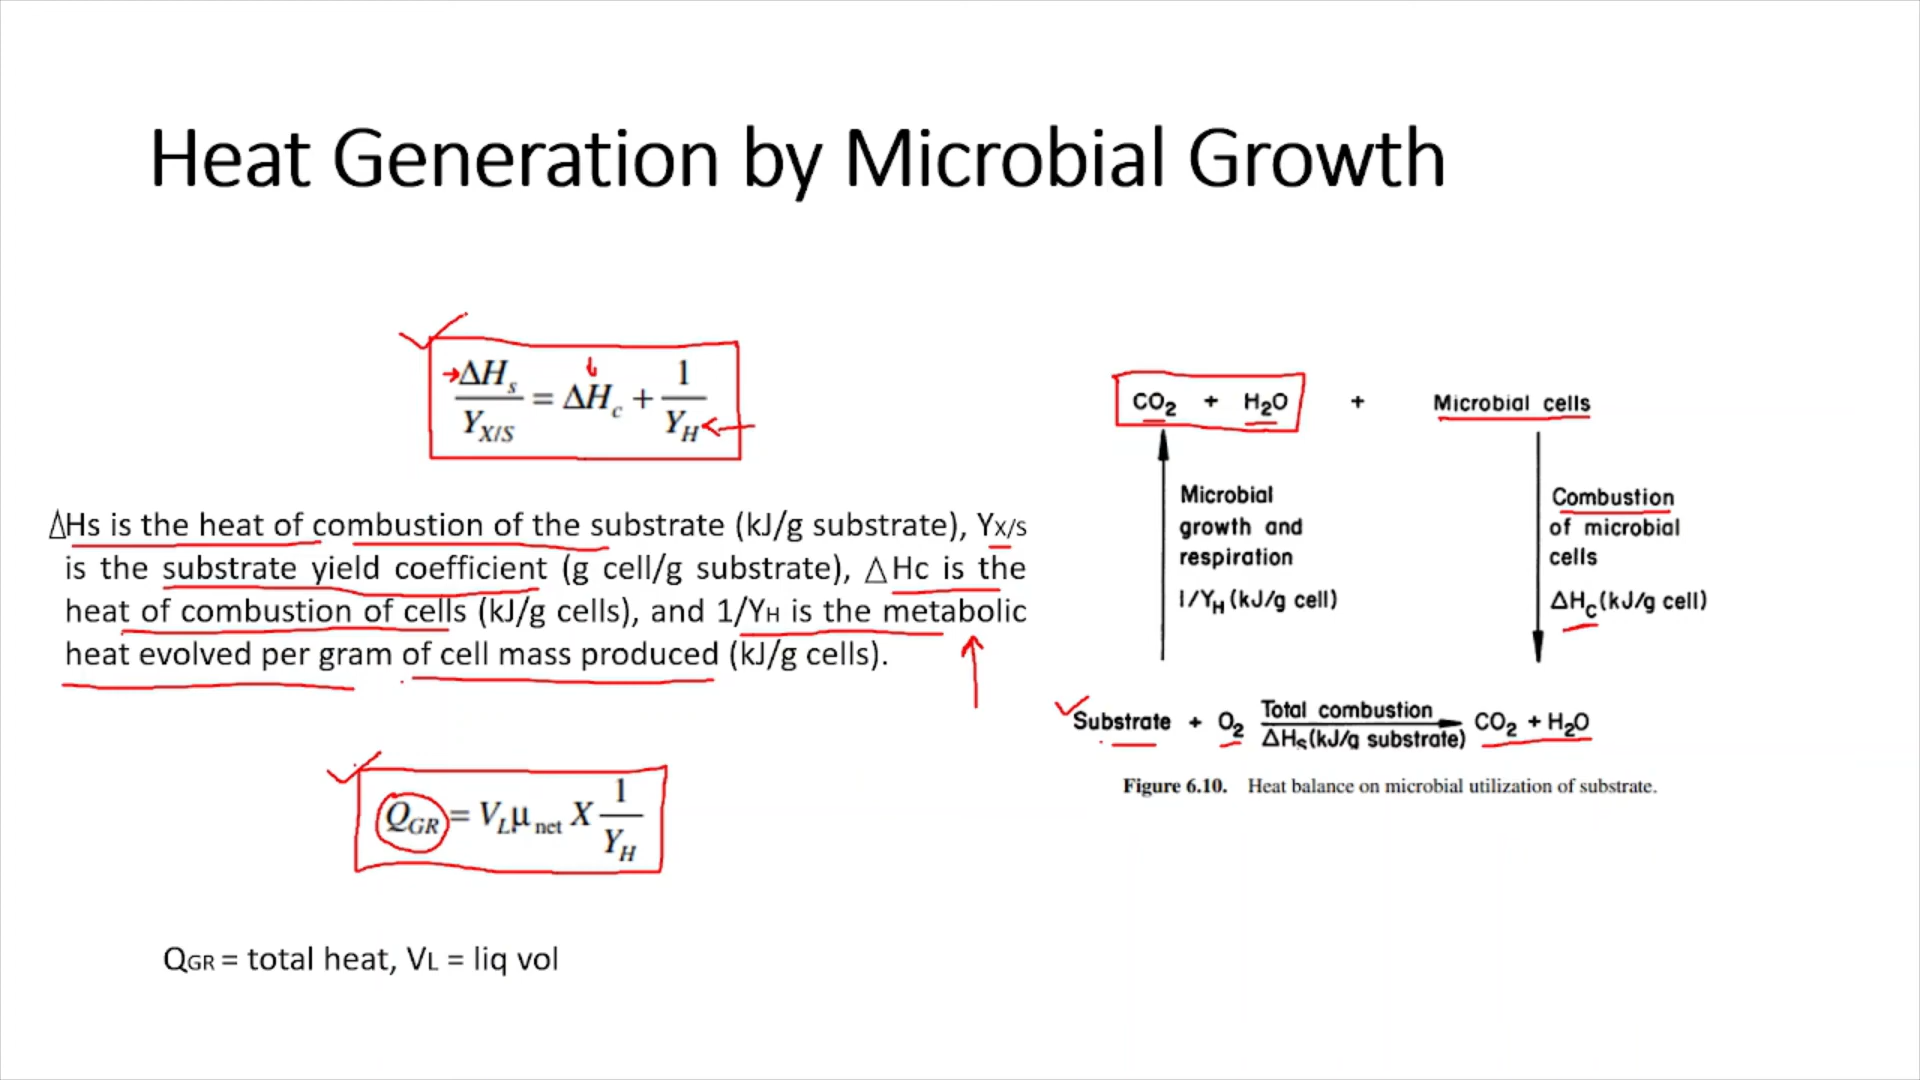 Heat Generation by Microbial Growth
ΔHs / YX/S = ΔHc + 1 / YH
ΔHs is the heat of combustion of the substrate (kJ/g substrate), YX/S
is the substrate yield coefficient (g cell/g substrate), ΔHc is the
heat of combustion of cells (kJ/g cells), and 1/YH is the metabolic
heat evolved per gram of cell mass produced (kJ/g cells).
QGR = VLμnet X 1 / YH
QGR = total heat, VL = liq vol
CO2 + H2O + Microbial cells
Microbial
growth and
respiration
1/YH (kJ/g cell)
Combustion
of microbial
cells
ΔHc (kJ/g cell)
Substrate + O2 Total combustion CO2 + H2O
ΔHs (kJ/g substrate)
Figure 6.10. Heat balance on microbial utilization of substrate.